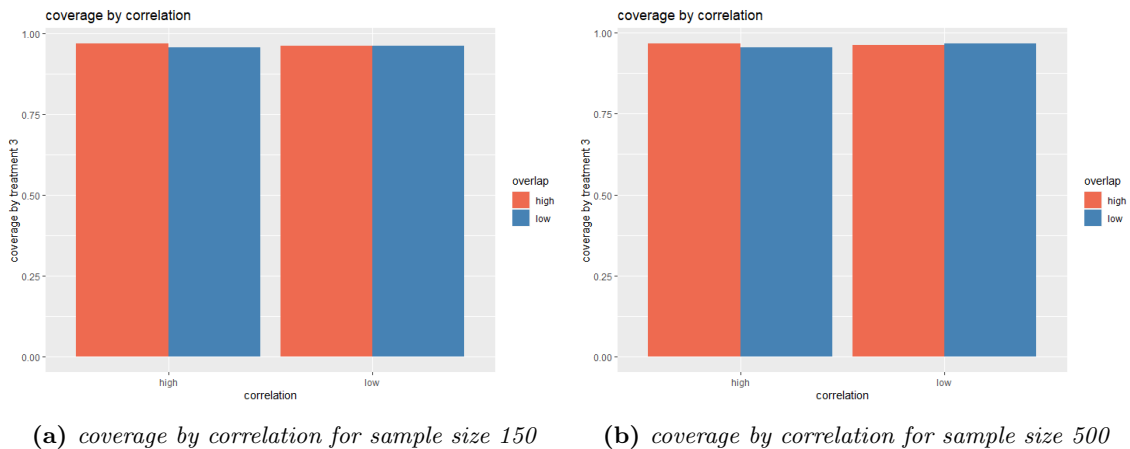 coverage by correlation
coverage by treatment 3
1.00
0.75
0.50
0.25
0.00
high
low
correlation
overlap
high
low
(a) coverage by correlation for sample size 150
coverage by correlation
coverage by treatment 3
1.00
0.75
0.50
0.25
0.00
high
low
correlation
overlap
high
low
(b) coverage by correlation for sample size 500